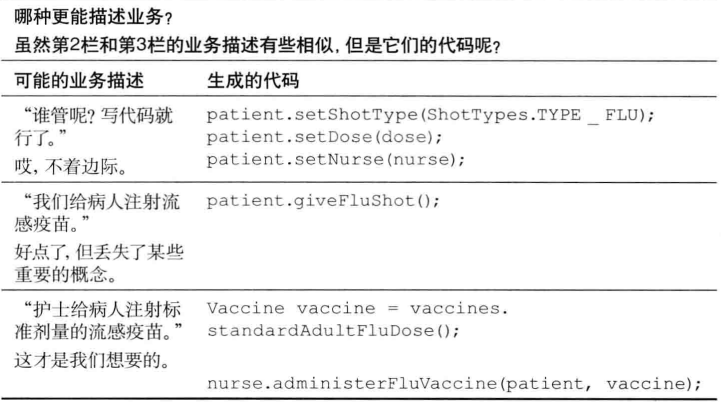 哪种更能描述业务？
虽然第2栏和第3栏的业务描述有些相似，但是它们的代码呢？
可能的业务描述 生成的代码
“谁管呢？写代码就 patient.setShotType(ShotTypes.TYPE _ FLU);
行了。” patient.setDose(dose);
哎，不着边际。 patient.setNurse(nurse);
“我们给病人注射流 patient.giveFluShot();
感疫苗。”
好点了，但丢失了某些
重要的概念。
“护士给病人注射标 Vaccine vaccine = vaccines.
准剂量的流感疫苗。” standardAdultFluDose();
这才是我们想要的。
nurse.administerFluVaccine(patient, vaccine);